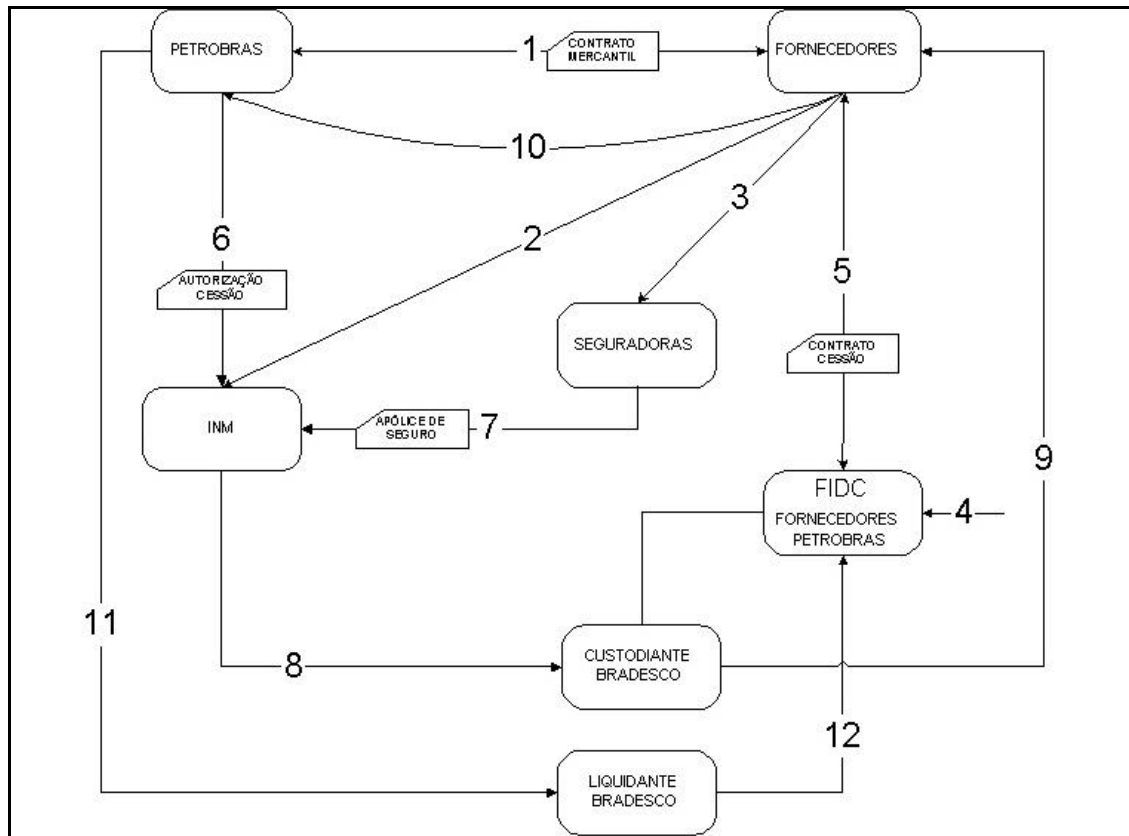 PETROBRAS
1
CONTRATO
MERCANTIL
FORNECEDORES
10
3
6
2
5
AUTORIZAÇÃO
CESSÃO
SEGURADORAS
CONTRATO
CESSÃO
INM
APÓLICE DE
SEGURO
7
9
FIDC
FORNECEDORES
PETROBRAS
4
11
8
CUSTODIANTE
BRADESCO
12
LIQUIDANTE
BRADESCO